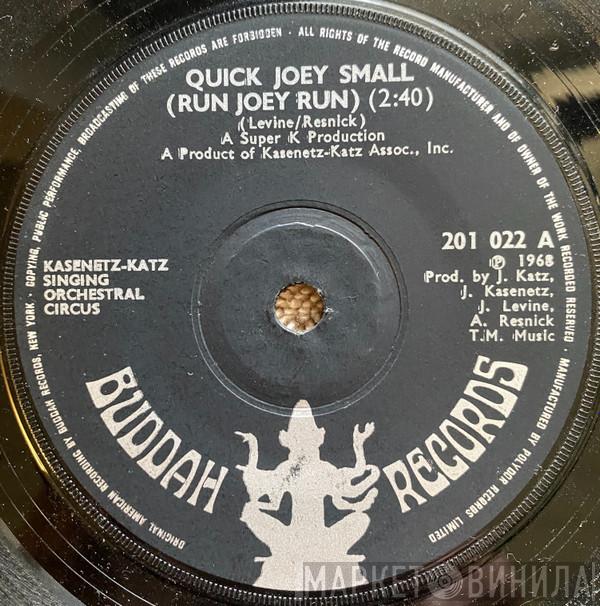 ORIGINAL AMERICAN RECORDING BY BUDDAH RECORDS, NEW YORK · COPYING, PUBLIC PERFORMANCE, BROADCASTING OF THESE RECORDS ARE FORBIDDEN · ALL RIGHTS OF THE RECORD MANUFACTURER AND OF OWNER OF THE WORK RECORDED RESERVED · MANUFACTURED BY POLYDOR RECORDS LIMITED
QUICK JOEY SMALL
(RUN JOEY RUN) (2:40)
(Levine/Resnick)
A Super K Production
A Product of Kasenetz-Katz Assoc., Inc.
KASENETZ-KATZ
SINGING
ORCHESTRAL
CIRCUS
201 022 A
℗ 1968
Prod. by J. Katz,
J. Kasenetz,
J. Levine,
A. Resnick
T.M. Music
BUDDAH RECORDS
МАРКЕТ ВИНИЛА